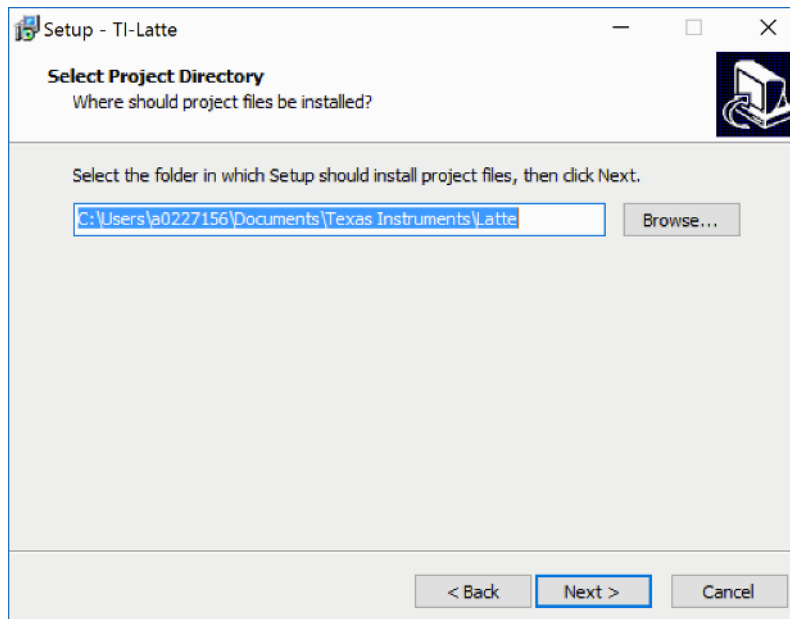 Setup - TI-Latte
Select Project Directory
Where should project files be installed?
Select the folder in which Setup should install project files, then click Next.
C:\Users\a0227156\Documents\Texas Instruments\Latte
Browse...
< Back
Next >
Cancel